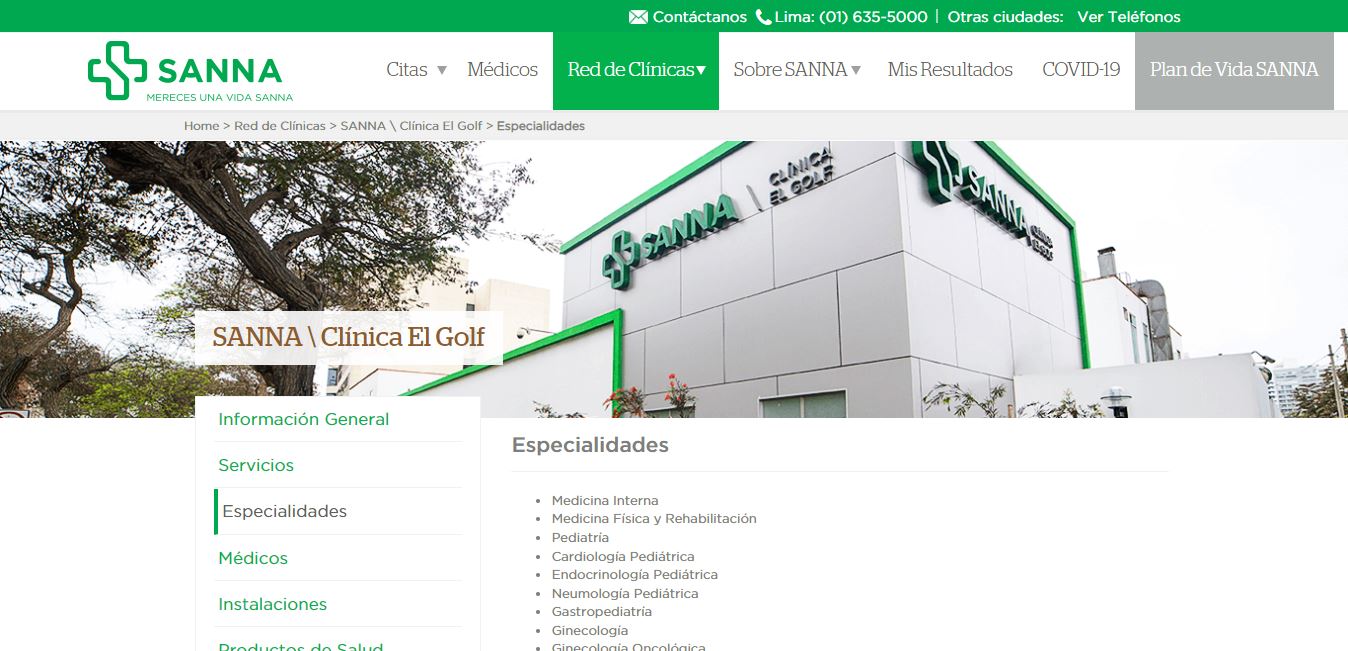 Contáctanos Lima: (01) 635-5000 | Otras ciudades: Ver Teléfonos
SANNA
MERECES UNA VIDA SANNA
Citas ▼ Médicos Red de Clínicas▼ Sobre SANNA▼ Mis Resultados COVID-19 Plan de Vida SANNA
Home > Red de Clínicas > SANNA \ Clínica El Golf > Especialidades
SANNA \ CLÍNICA EL GOLF
SANNA \ CLÍNICA EL GOLF
SANNA \ Clínica El Golf
Información General
Servicios
Especialidades
Médicos
Instalaciones
Productos de Salud
Especialidades
• Medicina Interna
• Medicina Física y Rehabilitación
• Pediatría
• Cardiología Pediátrica
• Endocrinología Pediátrica
• Neumología Pediátrica
• Gastropediatría
• Ginecología
• Ginecología Oncológica